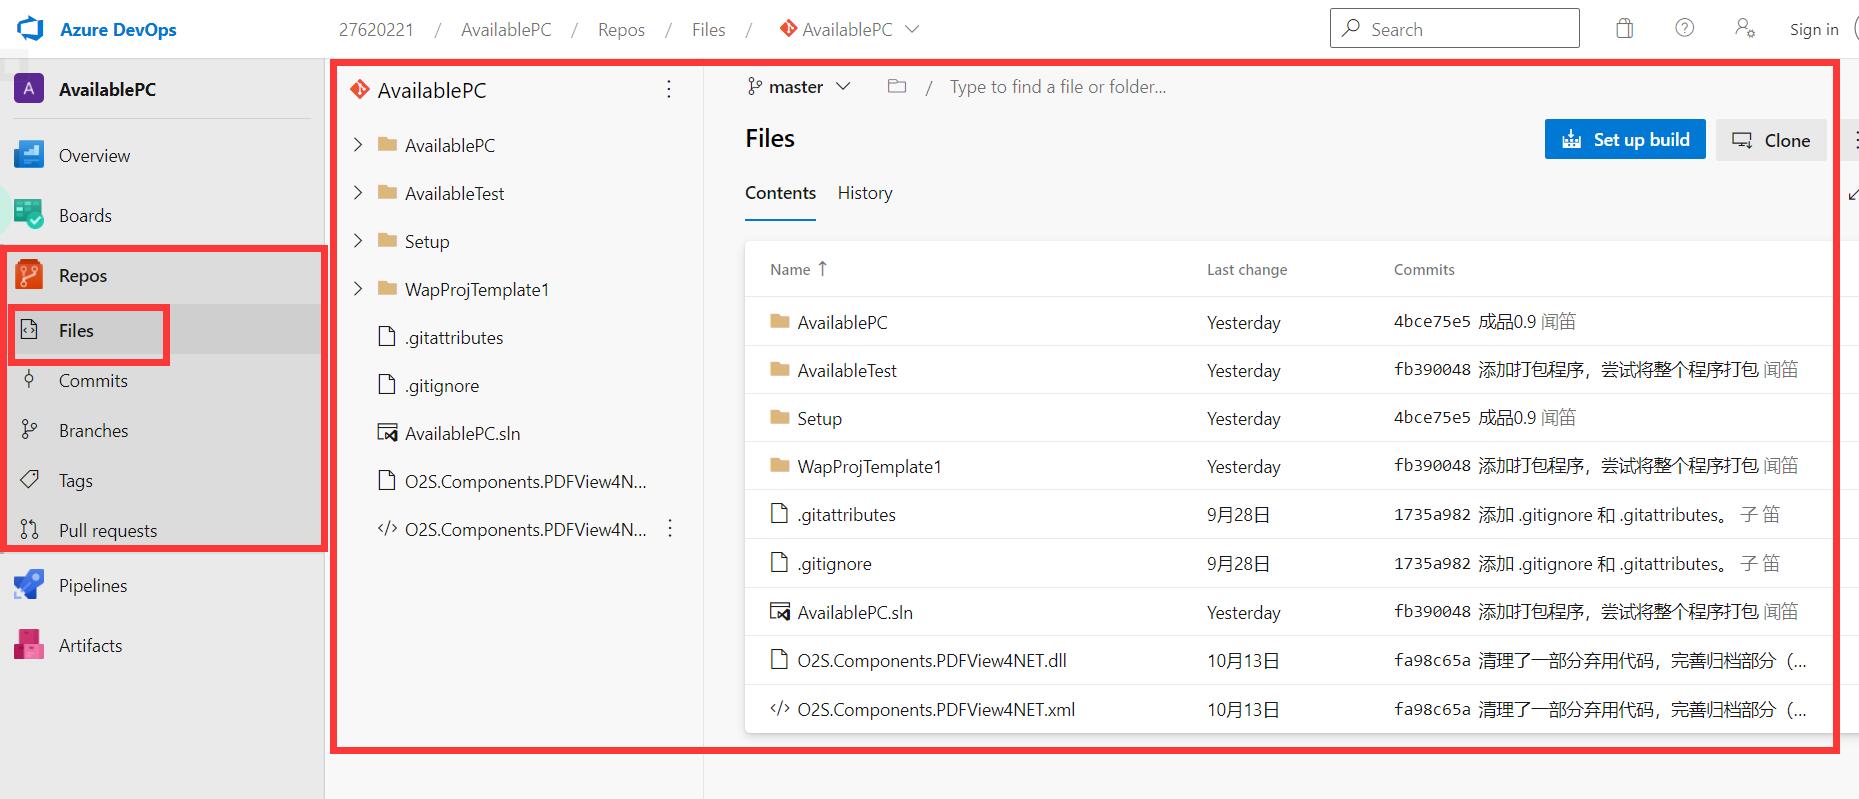 Azure DevOps
27620221 / AvailablePC / Repos / Files / AvailablePC
Search
Sign in
A AvailablePC
Overview
Boards
Repos
Files
Commits
Branches
Tags
Pull requests
Pipelines
Artifacts
AvailablePC
AvailablePC
AvailableTest
Setup
WapProjTemplate1
.gitattributes
.gitignore
AvailablePC.sln
O2S.Components.PDFView4N...
O2S.Components.PDFView4N...
master / Type to find a file or folder...
Files
Set up build Clone
Contents History
Name ↑ Last change Commits
AvailablePC Yesterday 4bce75e5 成品0.9 闻笛
AvailableTest Yesterday fb390048 添加打包程序，尝试将整个程序打包 闻笛
Setup Yesterday 4bce75e5 成品0.9 闻笛
WapProjTemplate1 Yesterday fb390048 添加打包程序，尝试将整个程序打包 闻笛
.gitattributes 9月28日 1735a982 添加 .gitignore 和 .gitattributes。 子 笛
.gitignore 9月28日 1735a982 添加 .gitignore 和 .gitattributes。 子 笛
AvailablePC.sln Yesterday fb390048 添加打包程序，尝试将整个程序打包 闻笛
O2S.Components.PDFView4NET.dll 10月13日 fa98c65a 清理了一部分弃用代码，完善归档部分（...
O2S.Components.PDFView4NET.xml 10月13日 fa98c65a 清理了一部分弃用代码，完善归档部分（...